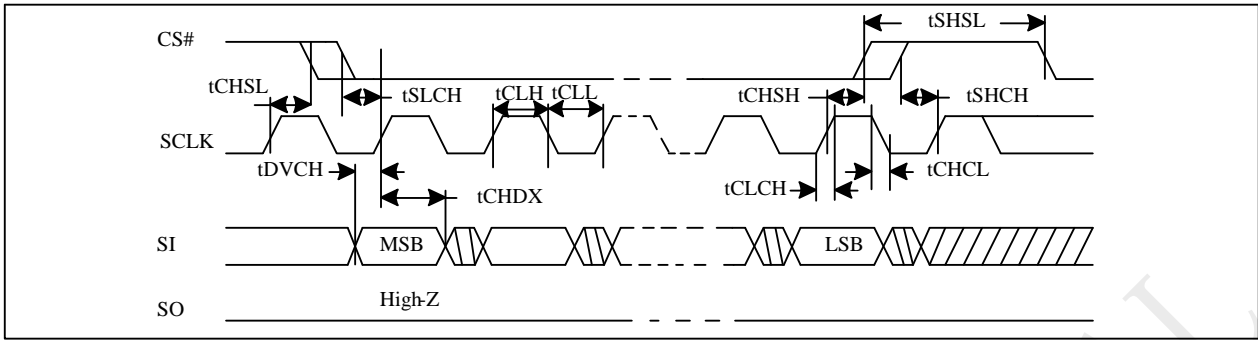 tSHSL
CS#
tCHSL
tSLCH
tCLH
tCLL
tCHSH
tSHCH
SCLK
tDVCH
tCHDX
tCLCH
tCHCL
SI
MSB
LSB
SO
High-Z